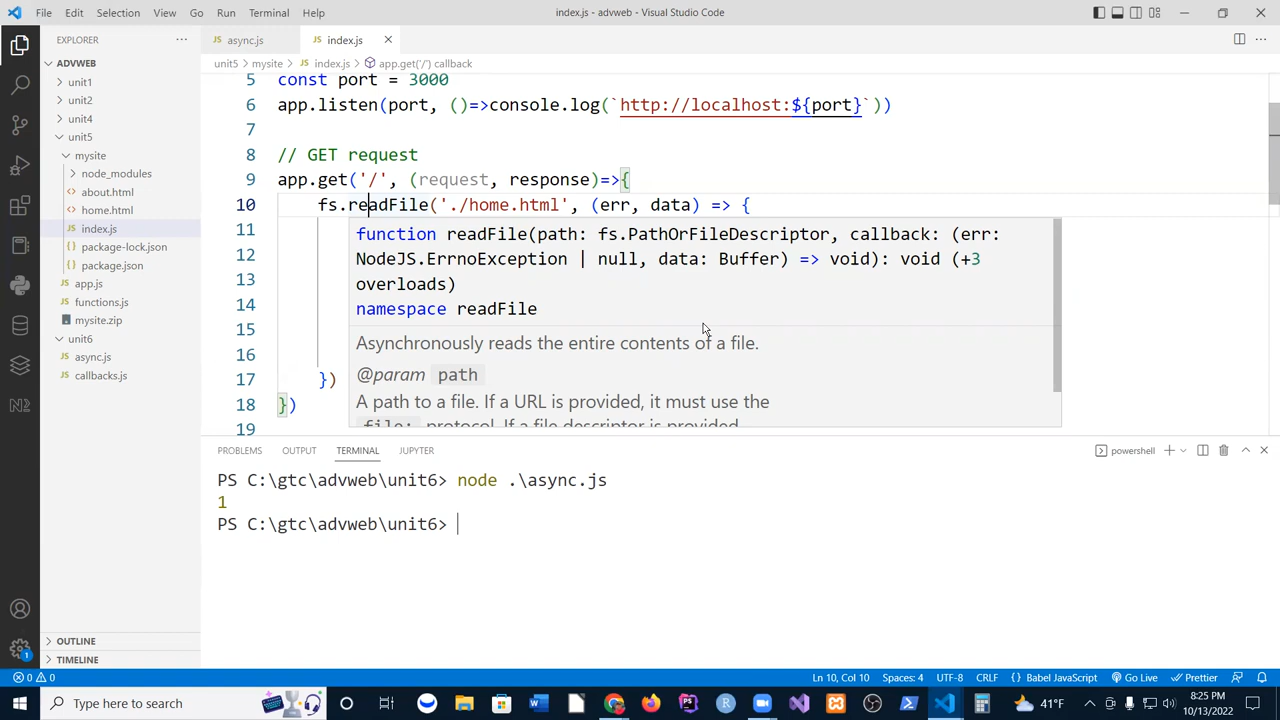 File Edit Selection View Go Run Terminal Help index.js - advweb - Visual Studio Code
EXPLORER ···
async.js index.js
ADVWEB
unit5 > mysite > index.js > app.get('/') callback
unit1
unit2
unit4
unit5
mysite
node_modules
about.html
home.html
index.js
package-lock.json
package.json
app.js
functions.js
mysite.zip
unit6
async.js
callbacks.js
OUTLINE
TIMELINE
5 const port = 3000
6 app.listen(port, ()=>console.log(`http://localhost:${port}`))
7
8 // GET request
9 app.get('/', (request, response)=>{
10 fs.readFile('./home.html', (err, data) => {
11 function readFile(path: fs.PathOrFileDescriptor, callback: (err:
12 NodeJS.ErrnoException | null, data: Buffer) => void): void (+3
13 overloads)
14 namespace readFile
15 Asynchronously reads the entire contents of a file.
16 @param path
17 })
A path to a file. If a URL is provided, it must use the
18 })
file: protocol. If a file descriptor is provided
19
PROBLEMS OUTPUT TERMINAL JUPYTER powershell
PS C:\gtc\advweb\unit6> node .\async.js
1
PS C:\gtc\advweb\unit6>
0 0 Ln 10, Col 10 Spaces: 4 UTF-8 CRLF {} Babel JavaScript Go Live Prettier
Type here to search 41°F 8:25 PM
10/13/2022